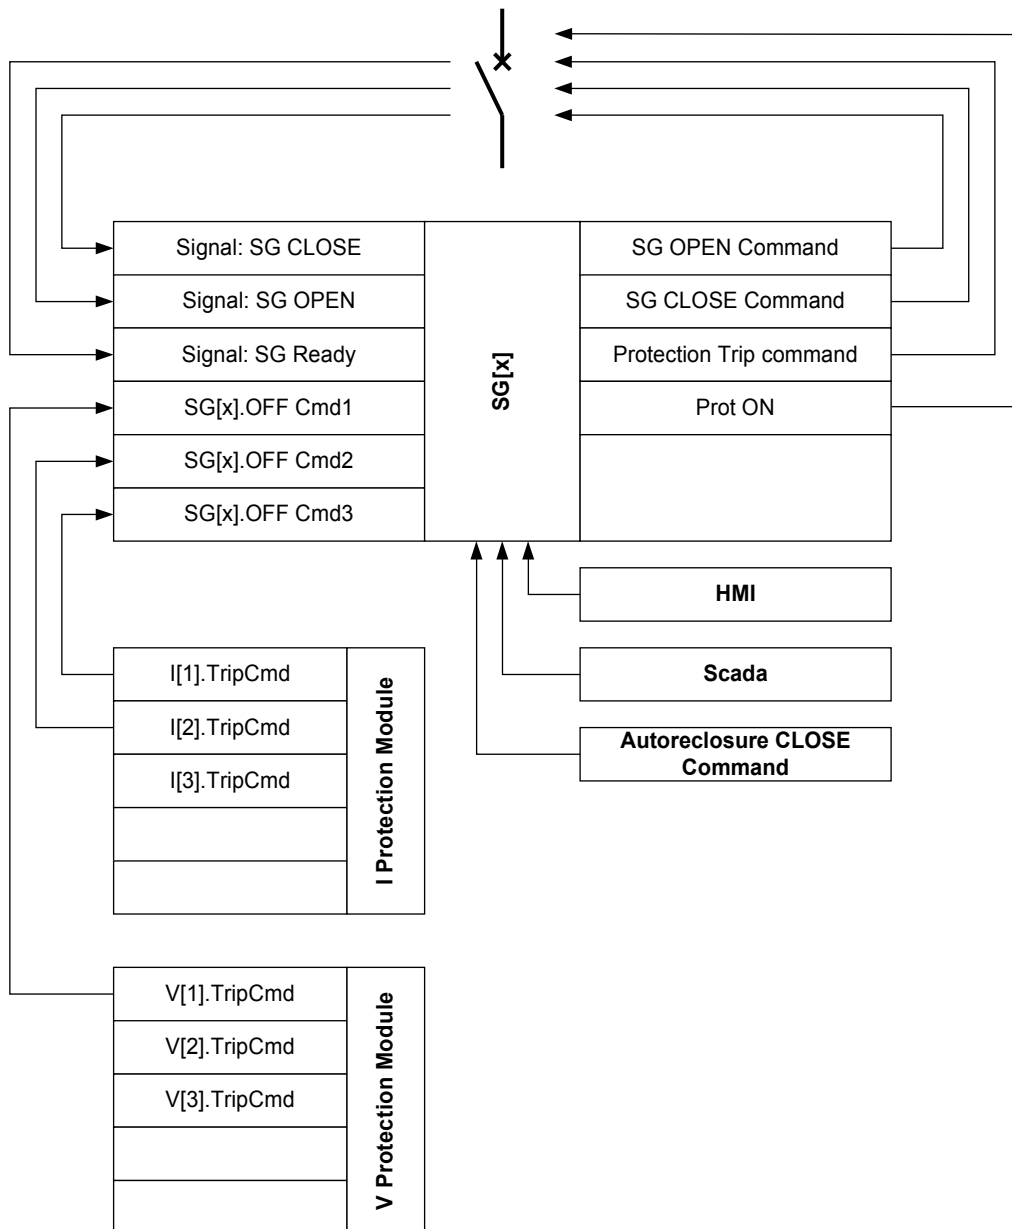 Signal: SG CLOSE
Signal: SG OPEN
Signal: SG Ready
SG[x].OFF Cmd1
SG[x].OFF Cmd2
SG[x].OFF Cmd3
SG[x]
SG OPEN Command
SG CLOSE Command
Protection Trip command
Prot ON
HMI
Scada
Autoreclosure CLOSE
Command
I[1].TripCmd
I[2].TripCmd
I[3].TripCmd
I Protection Module
V[1].TripCmd
V[2].TripCmd
V[3].TripCmd
V Protection Module